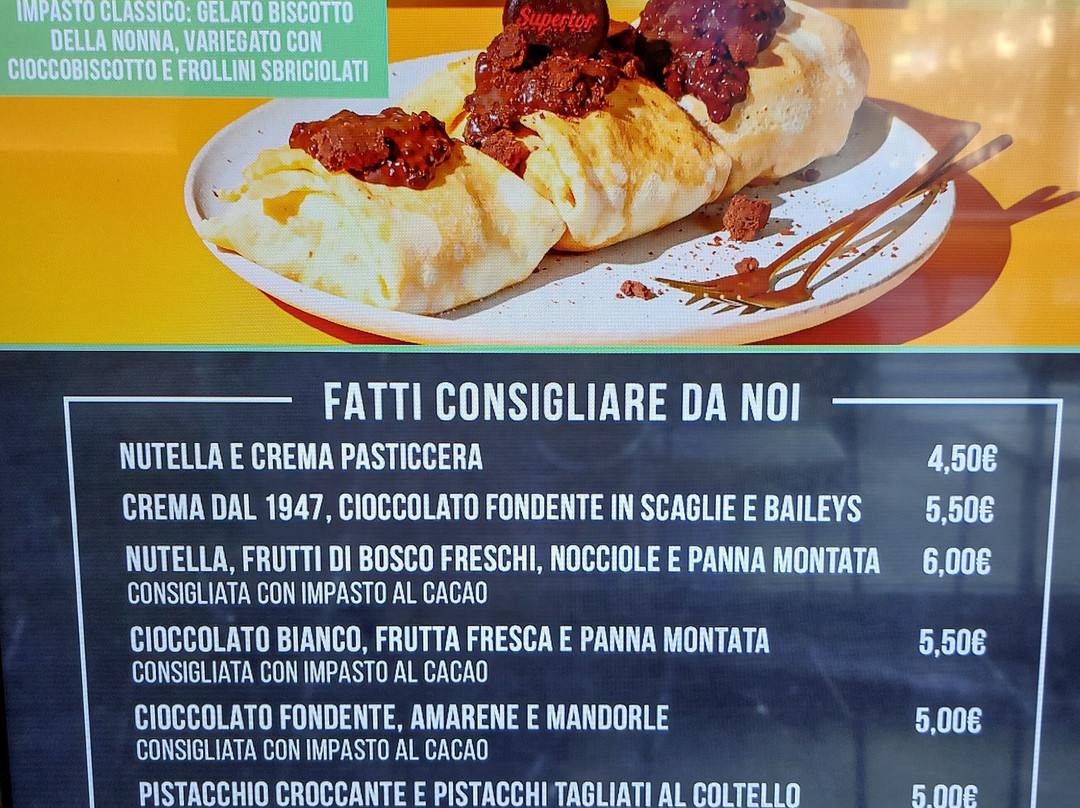 IMPASTO CLASSICO: GELATO BISCOTTO
DELLA NONNA, VARIEGATO CON
CIOCCOBISCOTTO E FROLLINI SBRICIOLATI
Superior
FATTI CONSIGLIARE DA NOI
NUTELLA E CREMA PASTICCERA 4,50€
CREMA DAL 1947, CIOCCOLATO FONDENTE IN SCAGLIE E BAILEYS 5,50€
NUTELLA, FRUTTI DI BOSCO FRESCHI, NOCCIOLE E PANNA MONTATA 6,00€
CONSIGLIATA CON IMPASTO AL CACAO
CIOCCOLATO BIANCO, FRUTTA FRESCA E PANNA MONTATA 5,50€
CONSIGLIATA CON IMPASTO AL CACAO
CIOCCOLATO FONDENTE, AMARENE E MANDORLE 5,00€
CONSIGLIATA CON IMPASTO AL CACAO
PISTACCHIO CROCCANTE E PISTACCHI TAGLIATI AL COLTELLO 5,00€